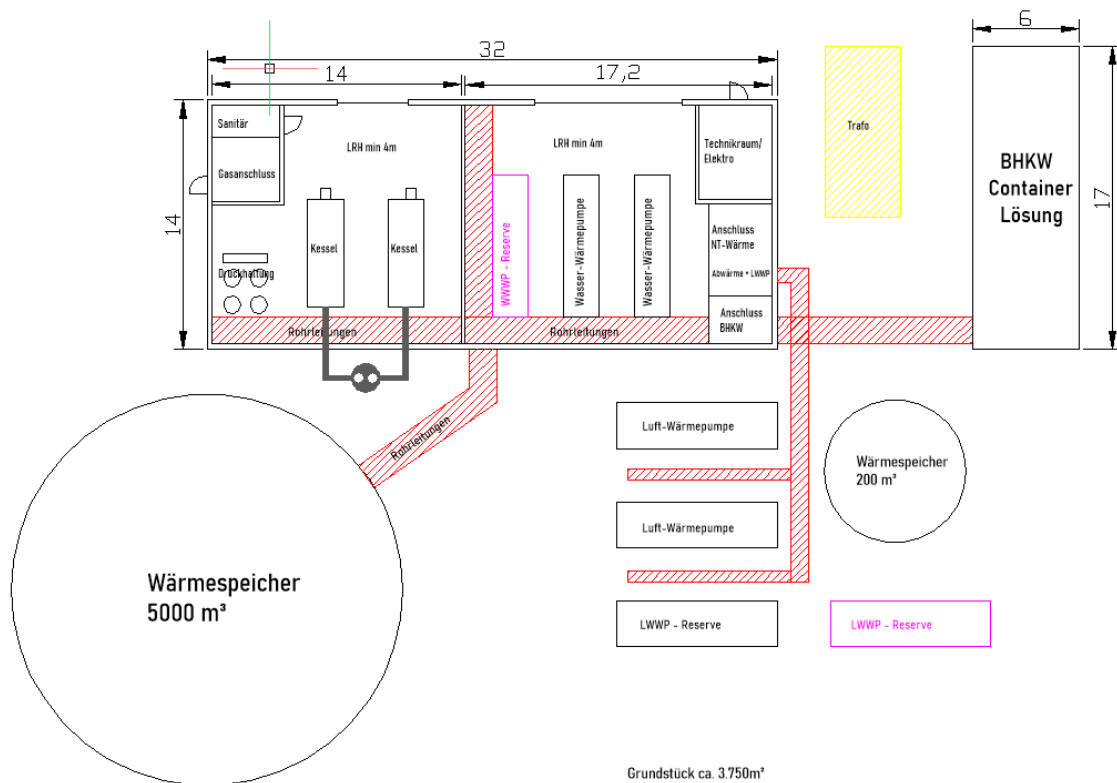 6
32
14
17,2
Sanitär
Gasanschluss
LRH min 4m
LRH min 4m
Technikraum/
Elektro
Trafo
BHKW
Container
Lösung
17
14
Kessel
Kessel
WWWP - Reserve
Wasser-Wärmepumpe
Wasser-Wärmepumpe
Anschluss
NT-Wärme
Abwärme + LWWP
Druckhaltung
Anschluss
BHKW
Rohrleitungen
Rohrleitungen
Rohrleitungen
Luft-Wärmepumpe
Wärmespeicher
200 m³
Luft-Wärmepumpe
Wärmespeicher
5000 m³
LWWP - Reserve
LWWP - Reserve
Grundstück ca. 3.750m²